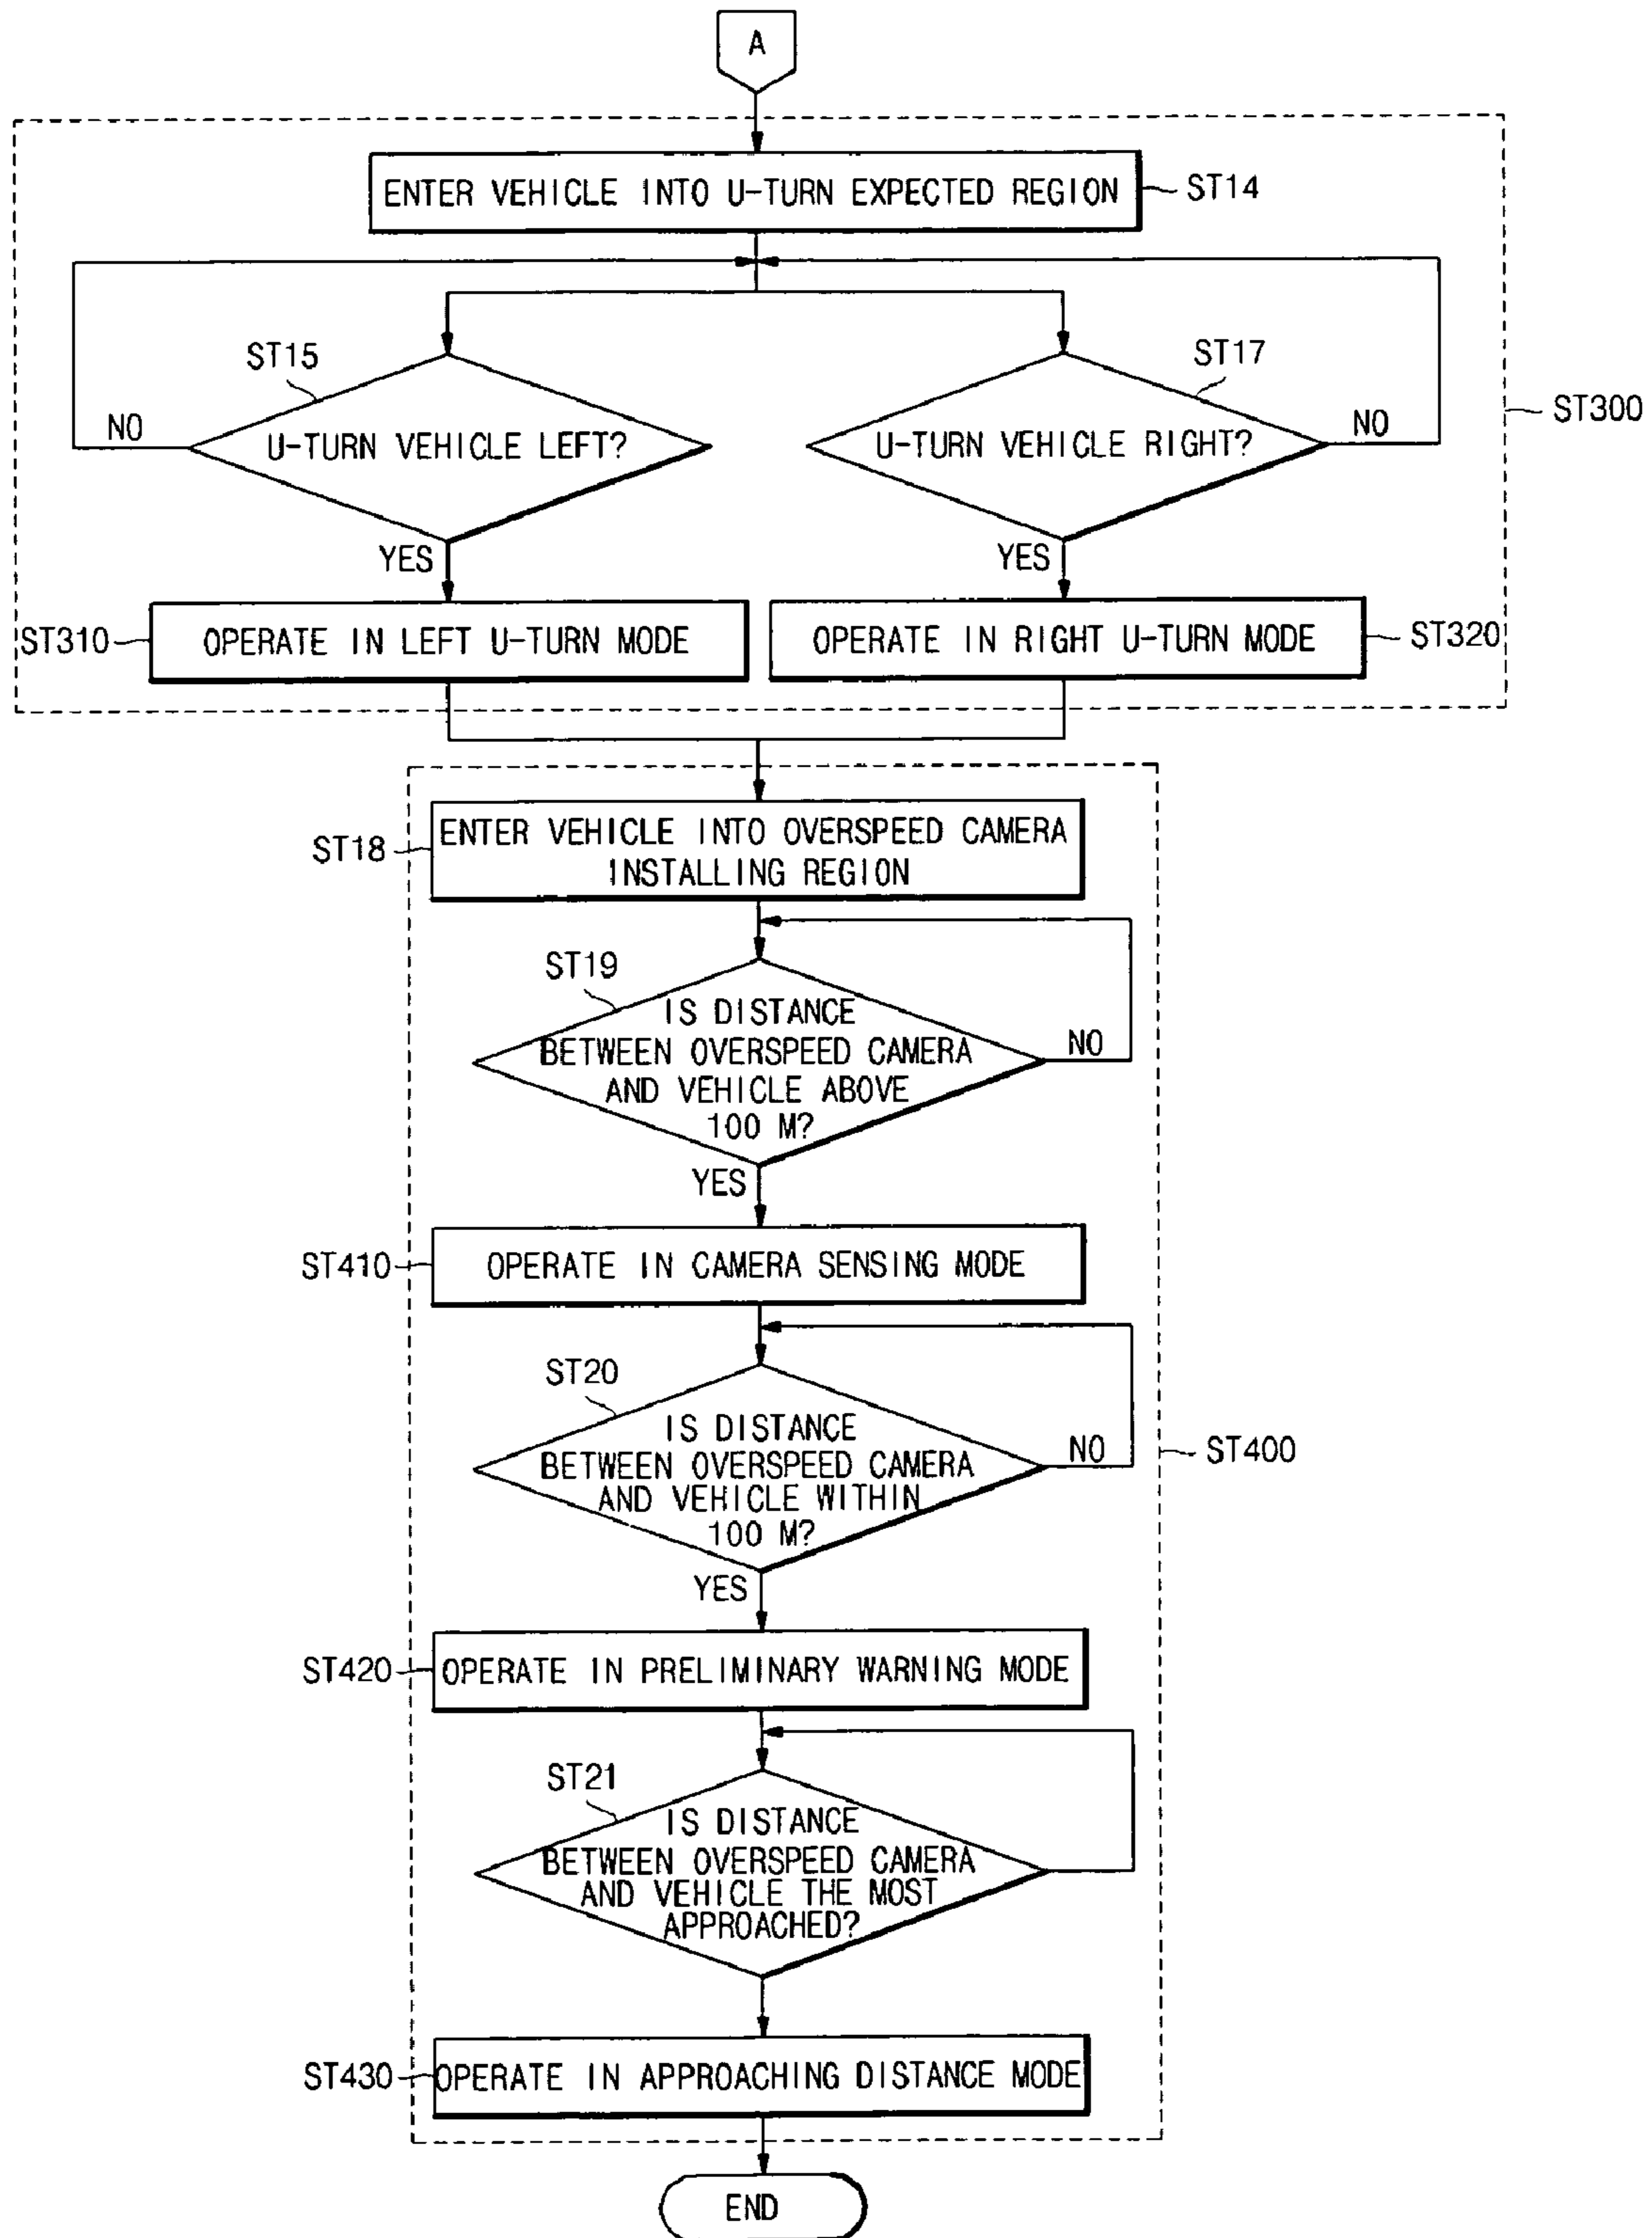 A
ENTER VEHICLE INTO U-TURN EXPECTED REGION
ST14
ST15
ST17
NO
U-TURN VEHICLE LEFT?
U-TURN VEHICLE RIGHT?
NO
ST300
YES
YES
ST310
OPERATE IN LEFT U-TURN MODE
OPERATE IN RIGHT U-TURN MODE
ST320
ST18
ENTER VEHICLE INTO OVERSPEED CAMERA
INSTALLING REGION
ST19
IS DISTANCE
BETWEEN OVERSPEED CAMERA
AND VEHICLE ABOVE
100 M?
NO
YES
ST410
OPERATE IN CAMERA SENSING MODE
ST20
IS DISTANCE
BETWEEN OVERSPEED CAMERA
AND VEHICLE WITHIN
100 M?
NO
ST400
YES
ST420
OPERATE IN PRELIMINARY WARNING MODE
ST21
IS DISTANCE
BETWEEN OVERSPEED CAMERA
AND VEHICLE THE MOST
APPROACHED?
ST430
OPERATE IN APPROACHING DISTANCE MODE
END